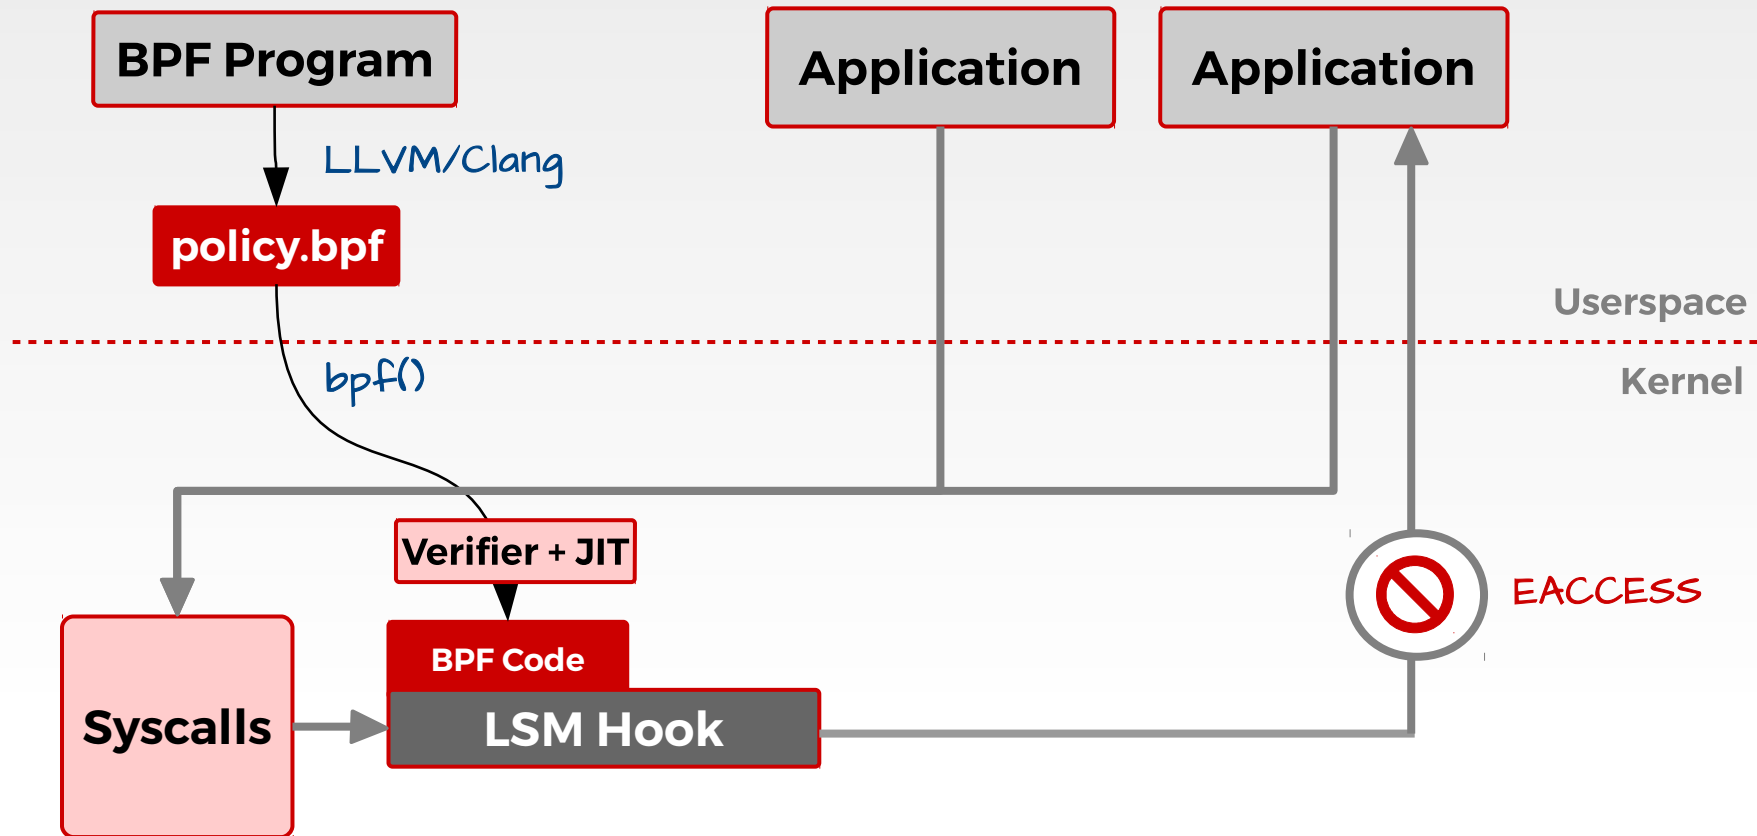 BPF Program
Application
Application
LLVM/Clang
policy.bpf
Userspace
bpf()
Kernel
Verifier + JIT
EACCESS
BPF Code
Syscalls
LSM Hook